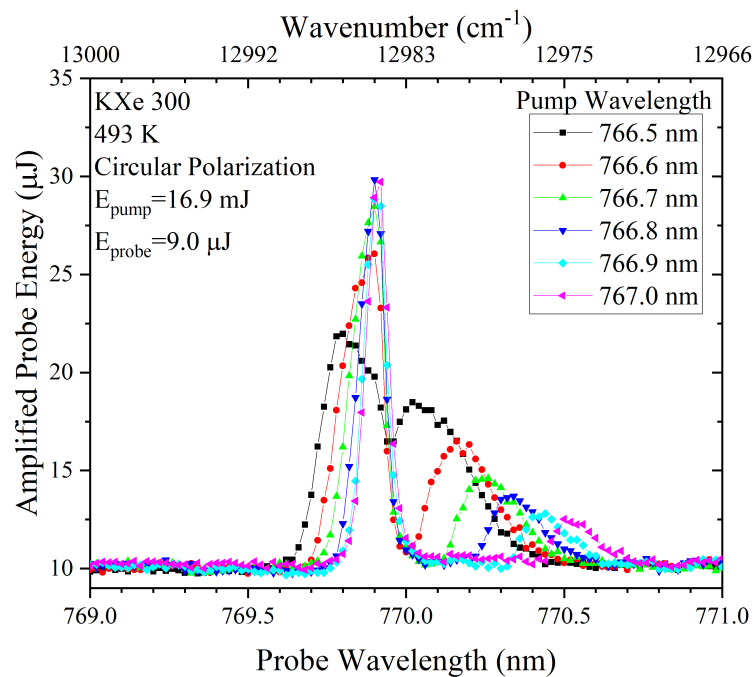 Wavenumber (cm⁻¹)
13000 12992 12983 12975 12966
35
30
25
20
15
10
Amplified Probe Energy (μJ)
KXe 300
493 K
Circular Polarization
E_pump=16.9 mJ
E_probe=9.0 μJ
Pump Wavelength
766.5 nm
766.6 nm
766.7 nm
766.8 nm
766.9 nm
767.0 nm
769.0 769.5 770.0 770.5 771.0
Probe Wavelength (nm)